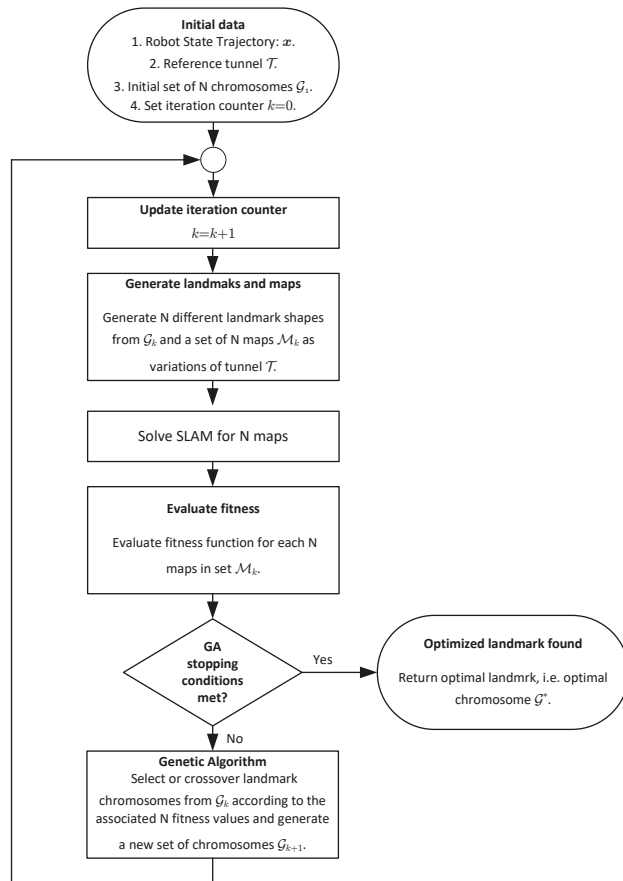 Initial data
1. Robot State Trajectory: 𝒙.
2. Reference tunnel 𝒯.
3. Initial set of N chromosomes 𝒢₁.
4. Set iteration counter k=0.
Update iteration counter
k=k+1
Generate landmaks and maps
Generate N different landmark shapes
from 𝒢ₖ and a set of N maps ℳₖ as
variations of tunnel 𝒯.
Solve SLAM for N maps
Evaluate fitness
Evaluate fitness function for each N
maps in set ℳₖ.
GA
stopping
conditions
met?
Yes
Optimized landmark found
Return optimal landmrk, i.e. optimal
chromosome 𝒢*.
No
Genetic Algorithm
Select or crossover landmark
chromosomes from 𝒢ₖ according to the
associated N fitness values and generate
a new set of chromosomes 𝒢ₖ₊₁.